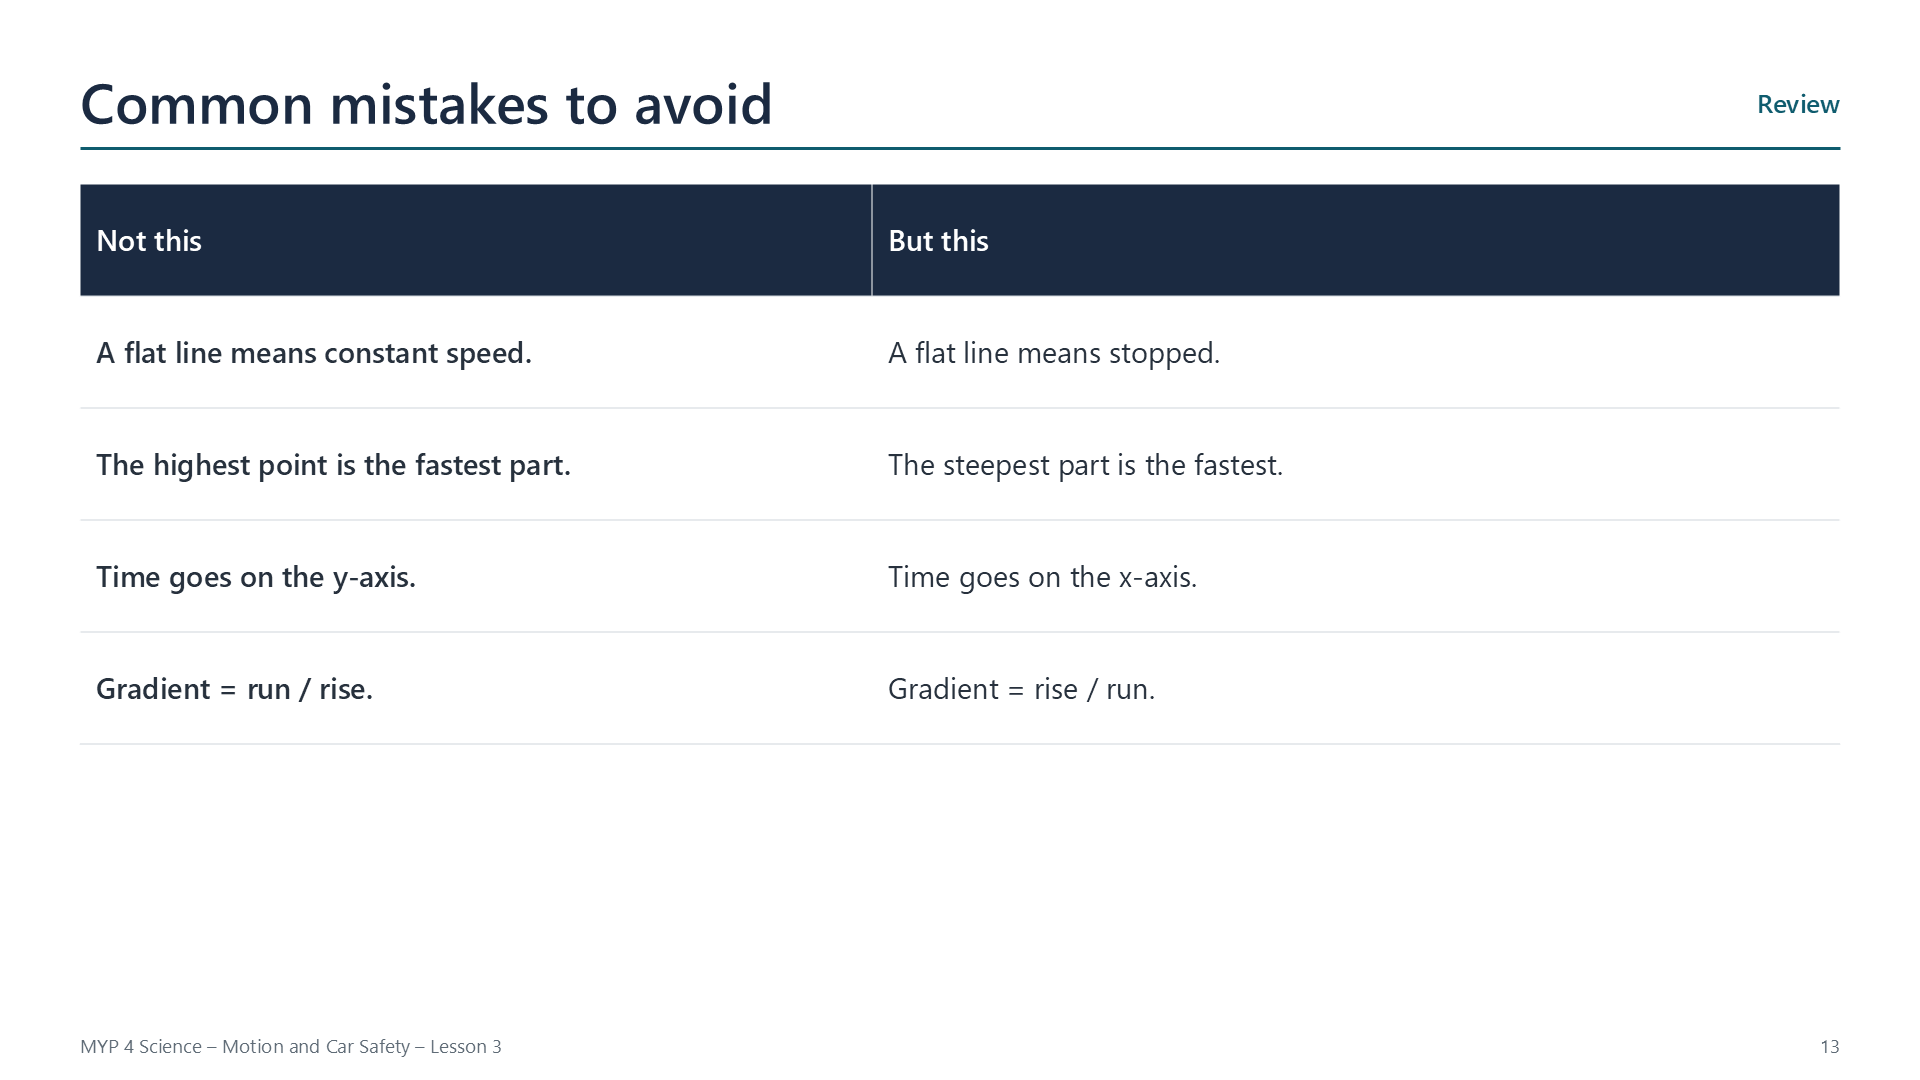 Common mistakes to avoid
Review
Not this
But this
A flat line means constant speed.
A flat line means stopped.
The highest point is the fastest part.
The steepest part is the fastest.
Time goes on the y-axis.
Time goes on the x-axis.
Gradient = run / rise.
Gradient = rise / run.
MYP 4 Science – Motion and Car Safety – Lesson 3
13